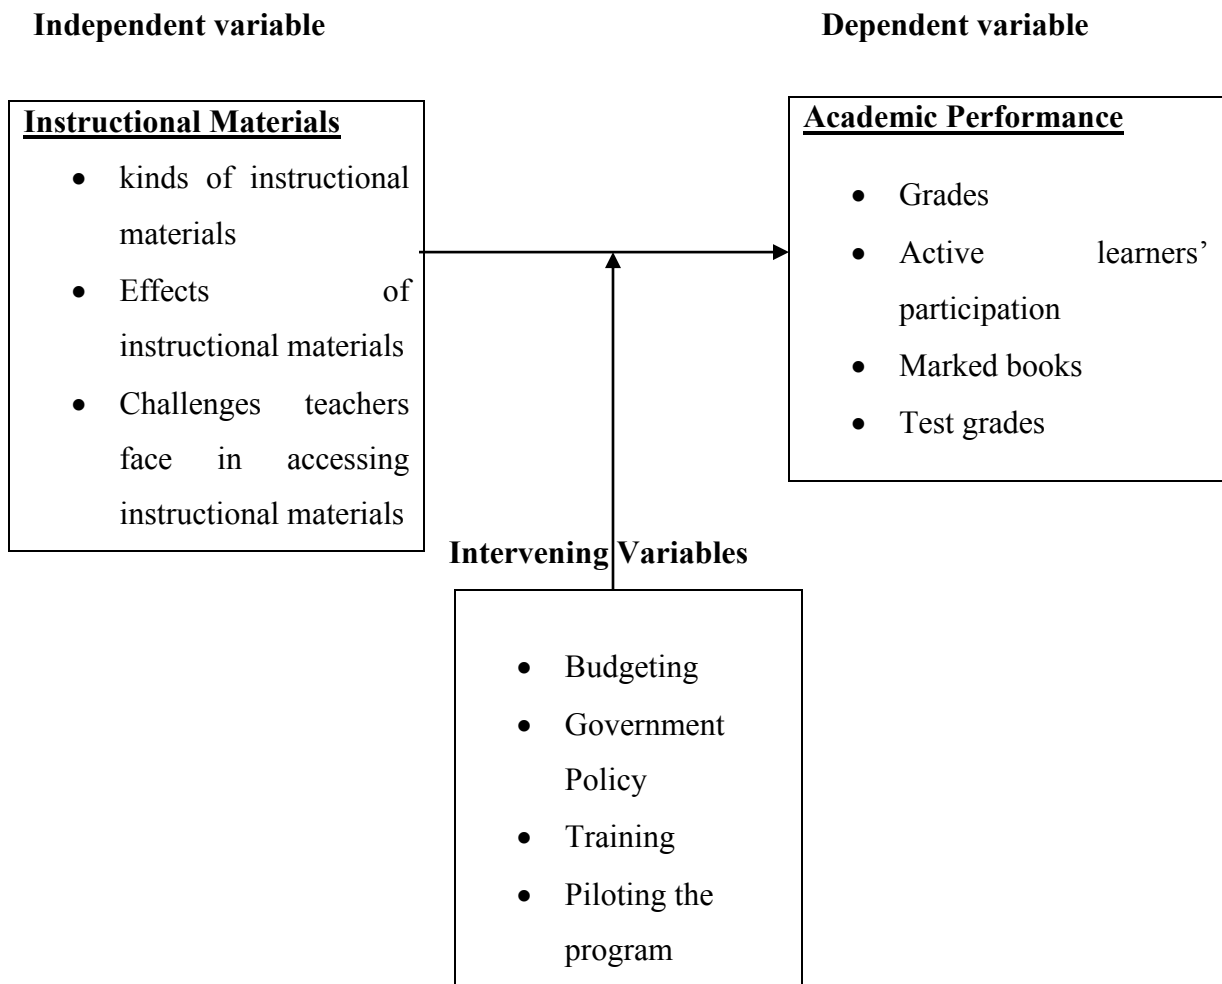 Independent variable
Dependent variable
Instructional Materials
• kinds of instructional
materials
• Effects of
instructional materials
• Challenges teachers
face in accessing
instructional materials
Academic Performance
• Grades
• Active learners’
participation
• Marked books
• Test grades
Intervening Variables
• Budgeting
• Government
Policy
• Training
• Piloting the
program